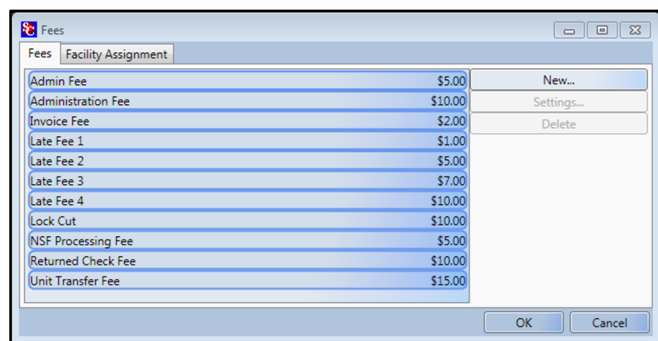 SC Fees
Fees Facility Assignment
Admin Fee $5.00 New...
Administration Fee $10.00 Settings...
Invoice Fee $2.00 Delete
Late Fee 1 $1.00
Late Fee 2 $5.00
Late Fee 3 $7.00
Late Fee 4 $10.00
Lock Cut $10.00
NSF Processing Fee $5.00
Returned Check Fee $10.00
Unit Transfer Fee $15.00
OK Cancel